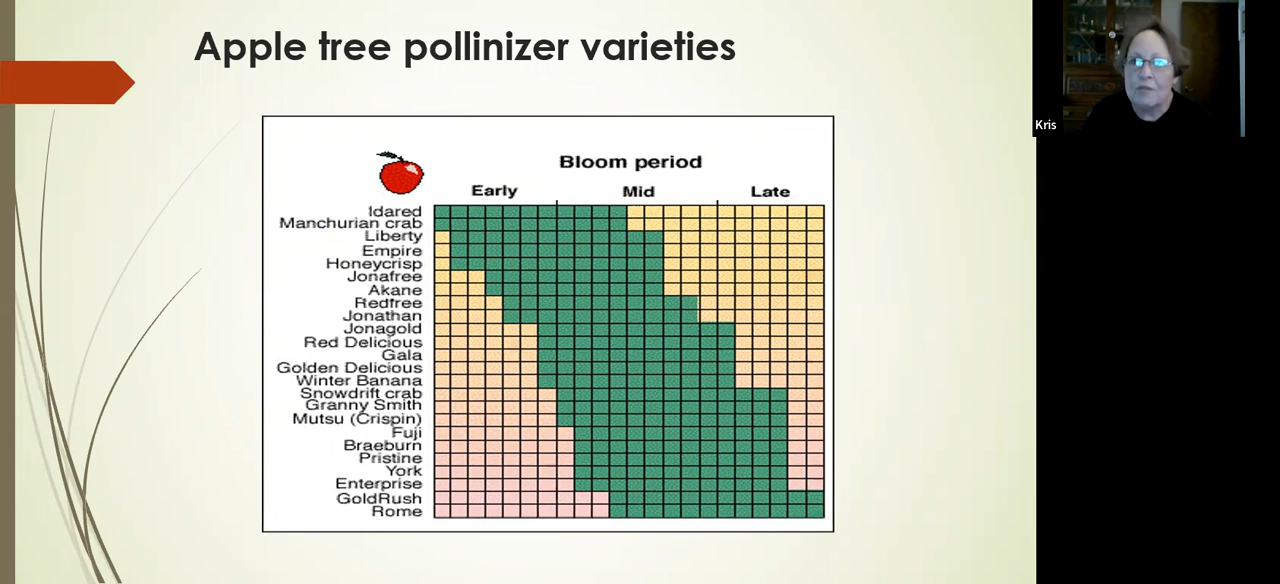 Apple tree pollinizer varieties
Kris
Bloom period
Early Mid Late
Idared
Manchurian crab
Liberty
Empire
Honeycrisp
Jonafree
Akane
Redfree
Jonathan
Jonagold
Red Delicious
Gala
Golden Delicious
Winter Banana
Snowdrift crab
Granny Smith
Mutsu (Crispin)
Fuji
Braeburn
Pristine
York
Enterprise
GoldRush
Rome